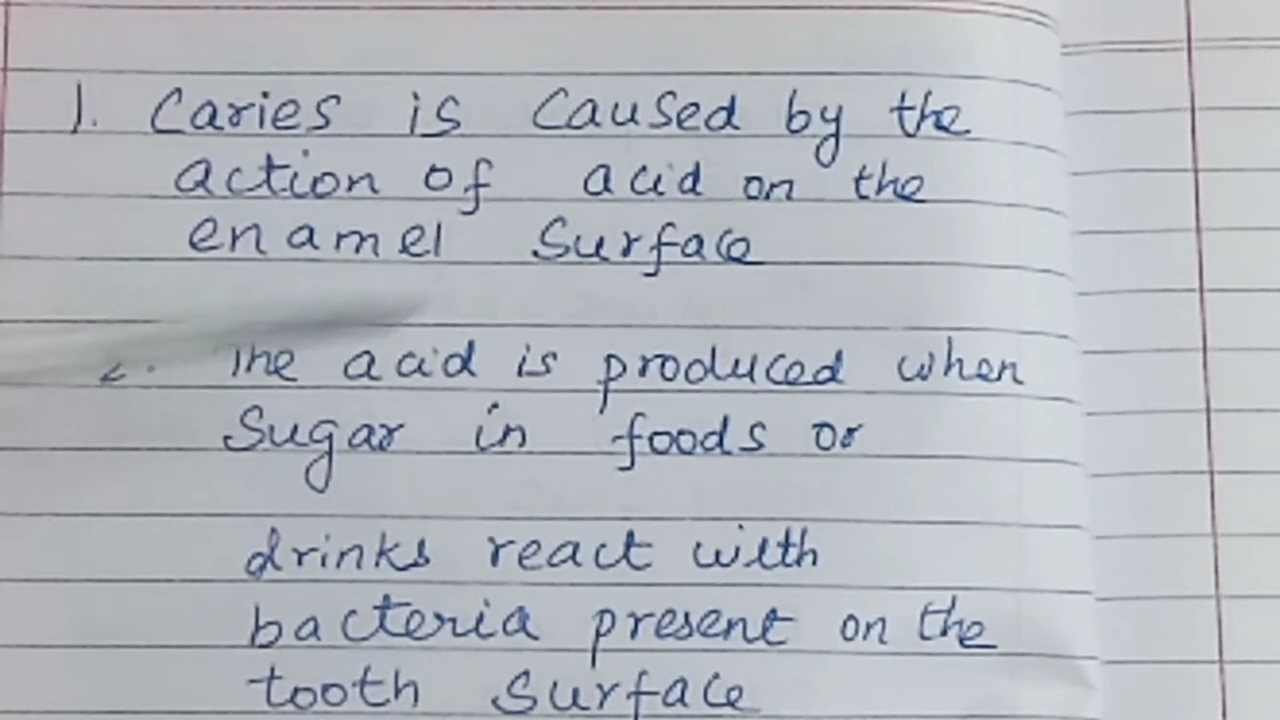 1. Caries is caused by the
action of acid on the
enamel surface
2. The acid is produced when
sugar in foods or
drinks react with
bacteria present on the
tooth surface